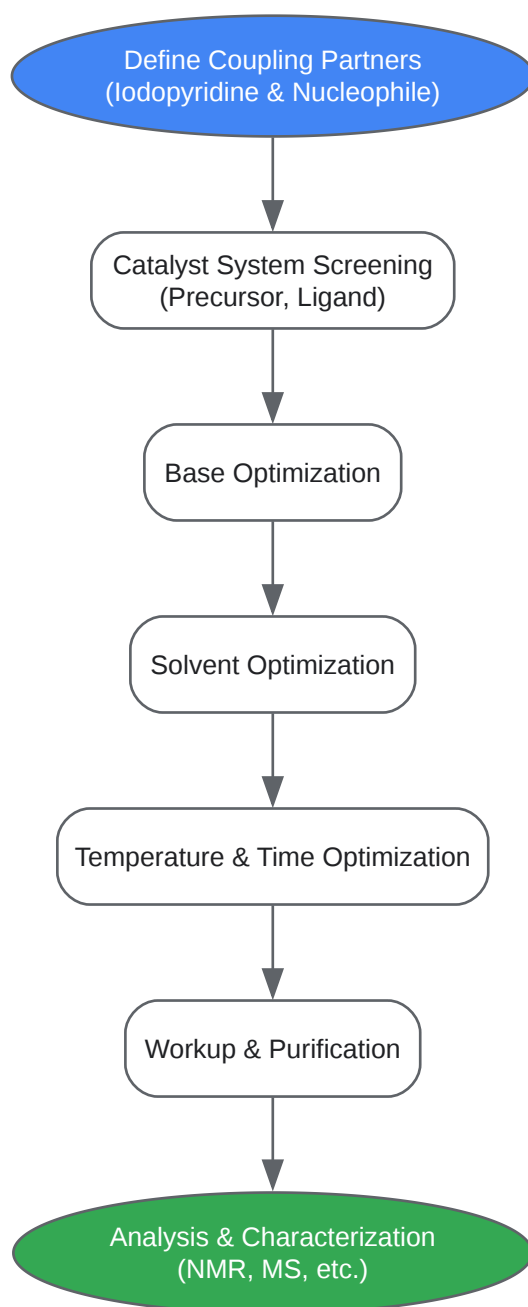 Define Coupling Partners
(Iodopyridine & Nucleophile)
Catalyst System Screening
(Precursor, Ligand)
Base Optimization
Solvent Optimization
Temperature & Time Optimization
Workup & Purification
Analysis & Characterization
(NMR, MS, etc.)